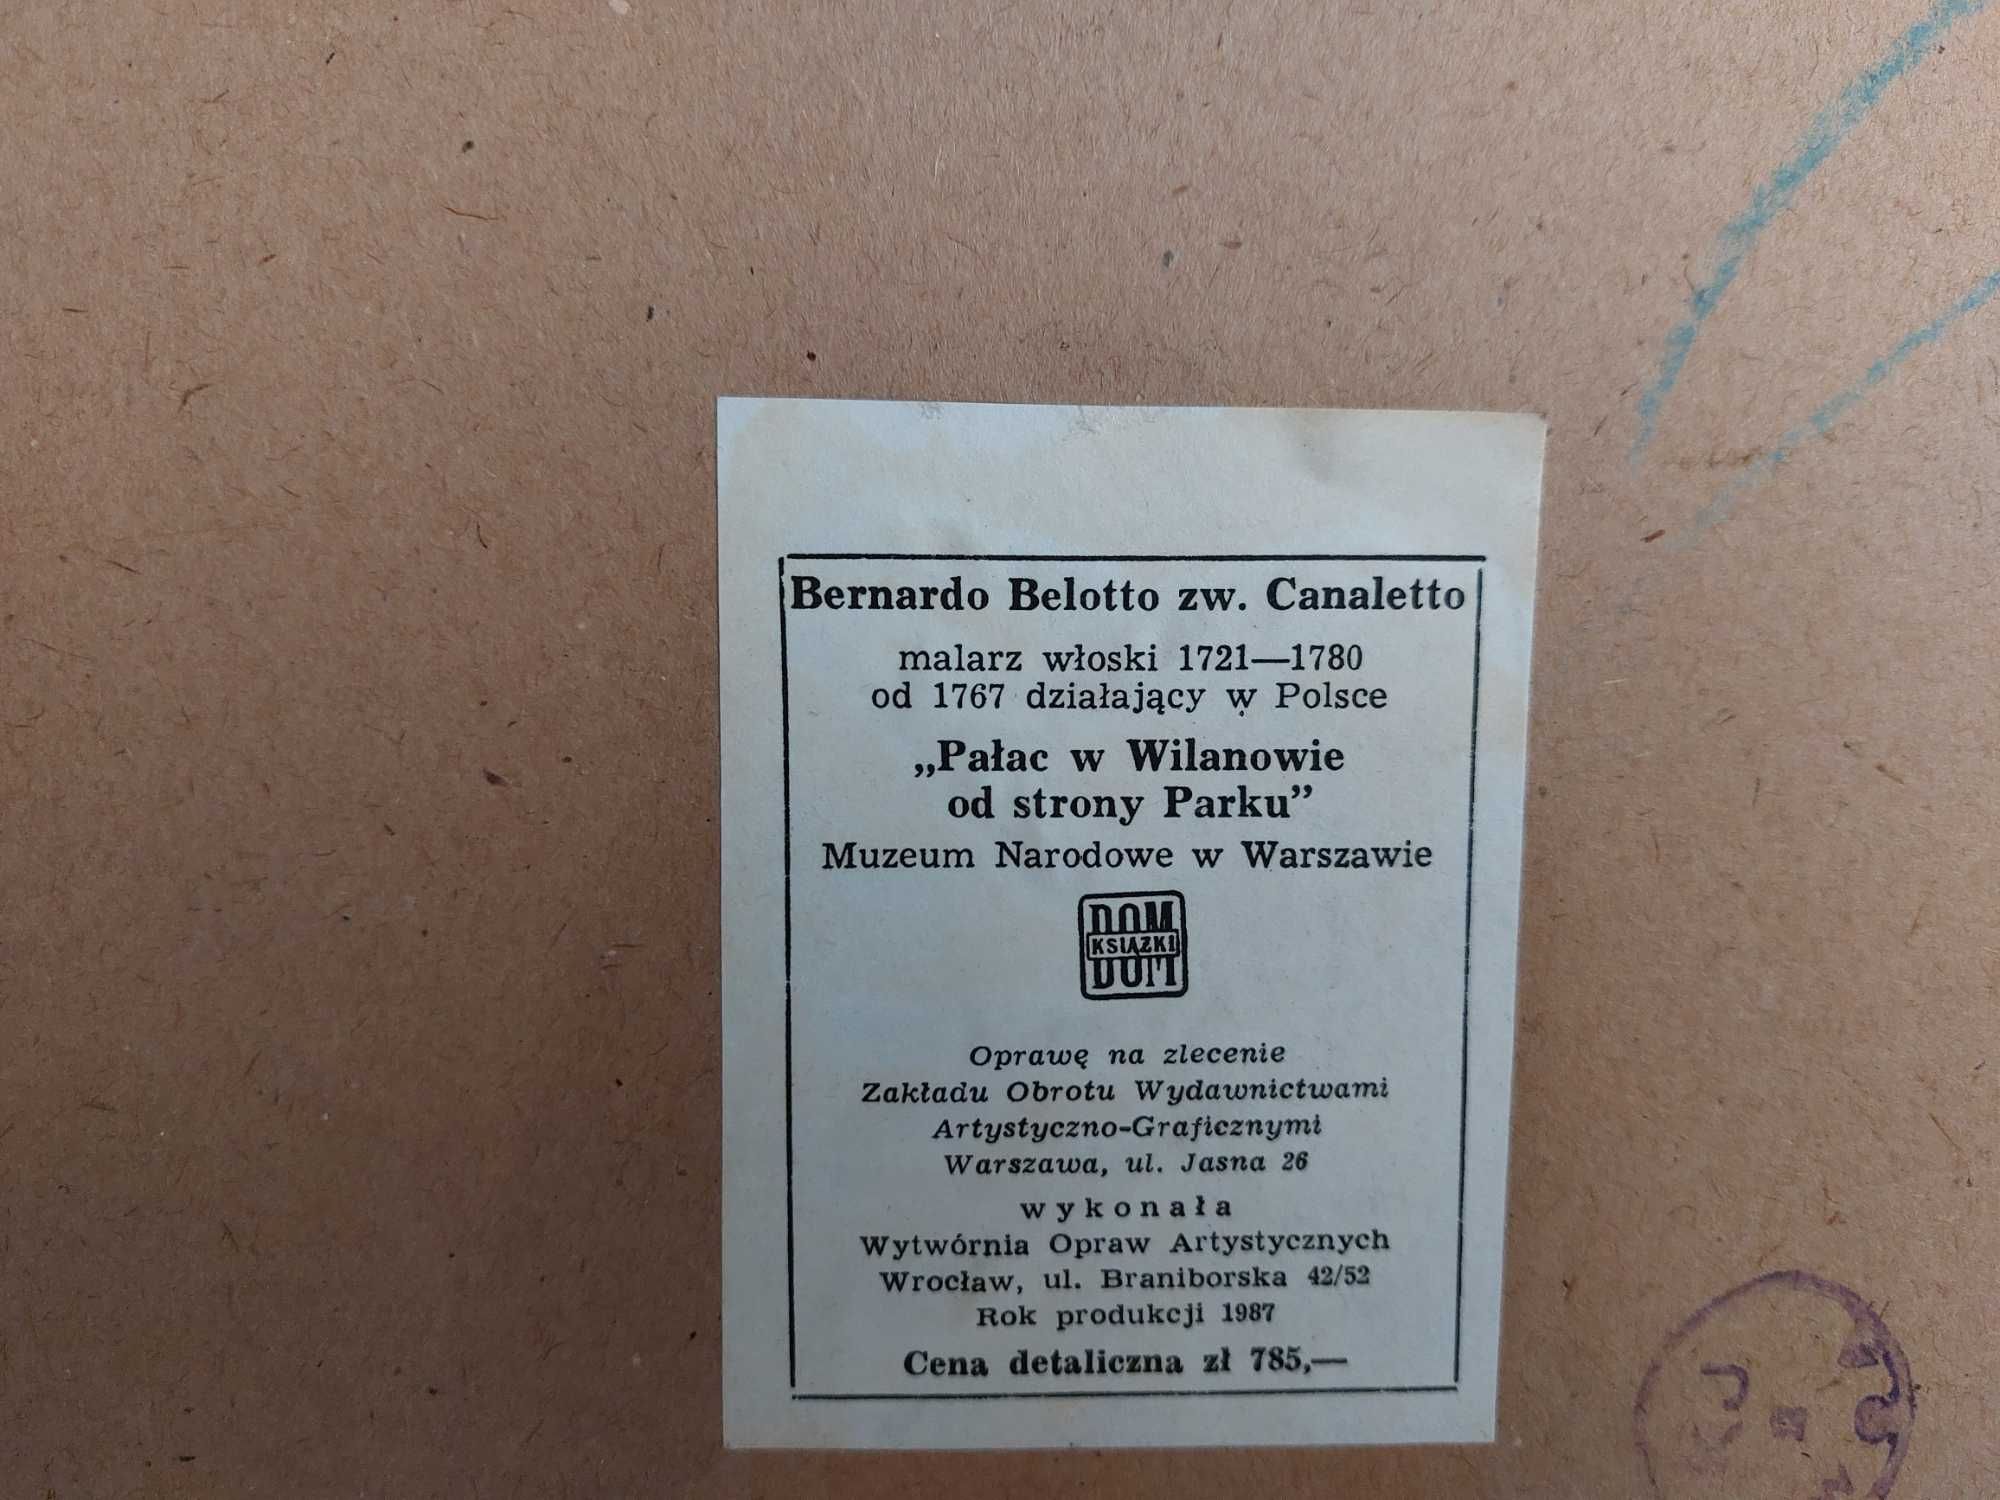 Bernardo Belotto zw. Canaletto
malarz włoski 1721—1780
od 1767 działający w Polsce
„Pałac w Wilanowie
od strony Parku”
Muzeum Narodowe w Warszawie
DOM
KSIĄŻKI
DOM
Oprawę na zlecenie
Zakładu Obrotu Wydawnictwami
Artystyczno-Graficznymi
Warszawa, ul. Jasna 26
wykonała
Wytwórnia Opraw Artystycznych
Wrocław, ul. Braniborska 42/52
Rok produkcji 1987
Cena detaliczna zł 785,—